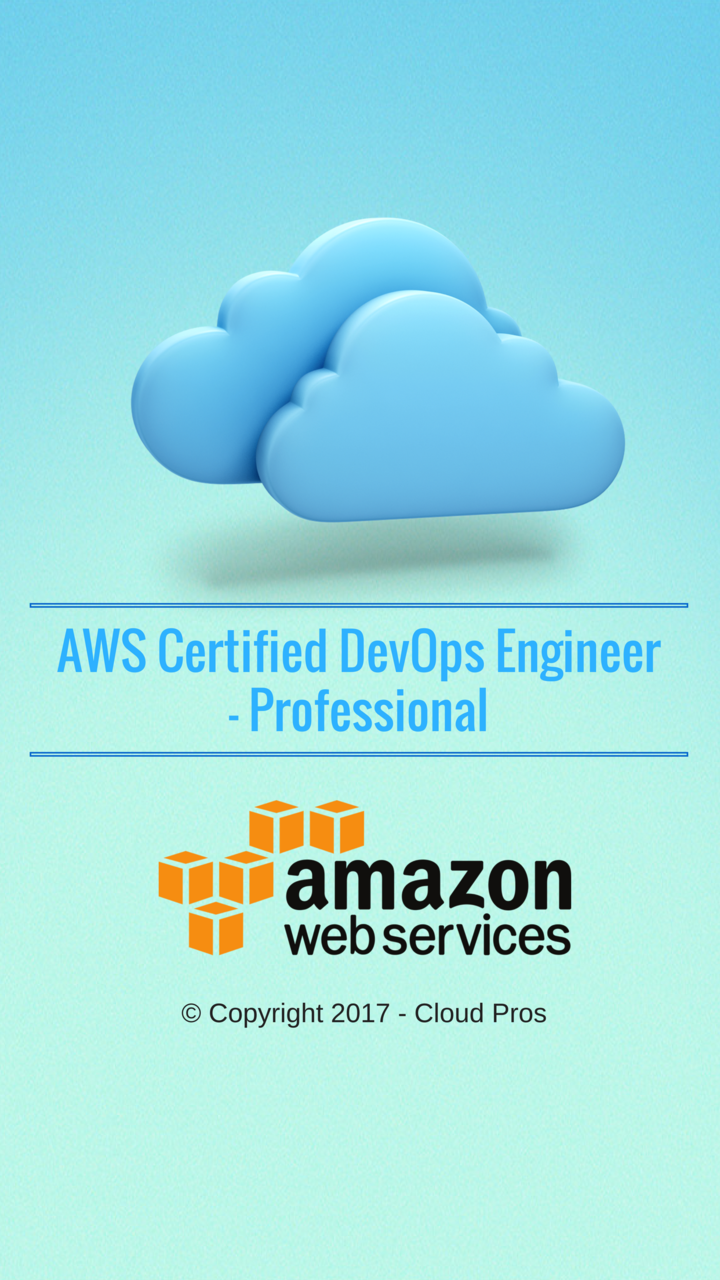 AWS Certified DevOps Engineer
- Professional
amazon
web services
© Copyright 2017 - Cloud Pros